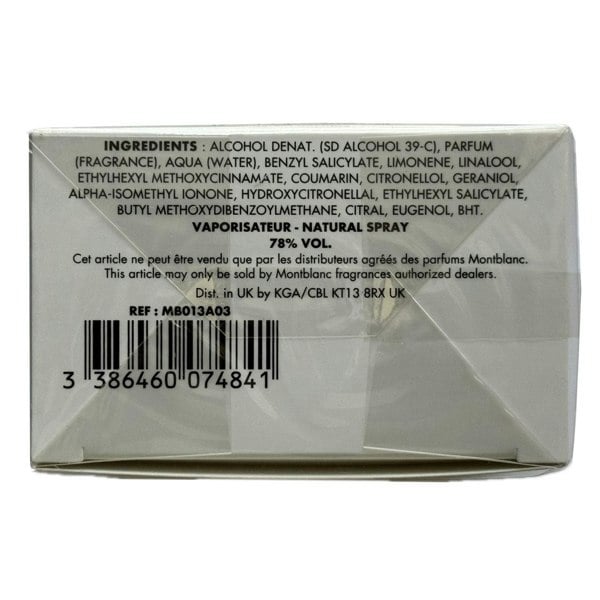 INGREDIENTS : ALCOHOL DENAT. (SD ALCOHOL 39-C), PARFUM
(FRAGRANCE), AQUA (WATER), BENZYL SALICYLATE, LIMONENE, LINALOOL,
ETHYLHEXYL METHOXYCINNAMATE, COUMARIN, CITRONELLOL, GERANIOL,
ALPHA-ISOMETHYL IONONE, HYDROXYCITRONELLAL, ETHYLHEXYL SALICYLATE,
BUTYL METHOXYDIBENZOYLMETHANE, CITRAL, EUGENOL, BHT.
VAPORISATEUR - NATURAL SPRAY
78% VOL.
Cet article ne peut être vendu que par les distributeurs agréés des parfums Montblanc.
This article may only be sold by Montblanc fragrances authorized dealers.
Dist. in UK by KGA/CBL KT13 8RX UK
REF : MB013A03
3 386460 074841